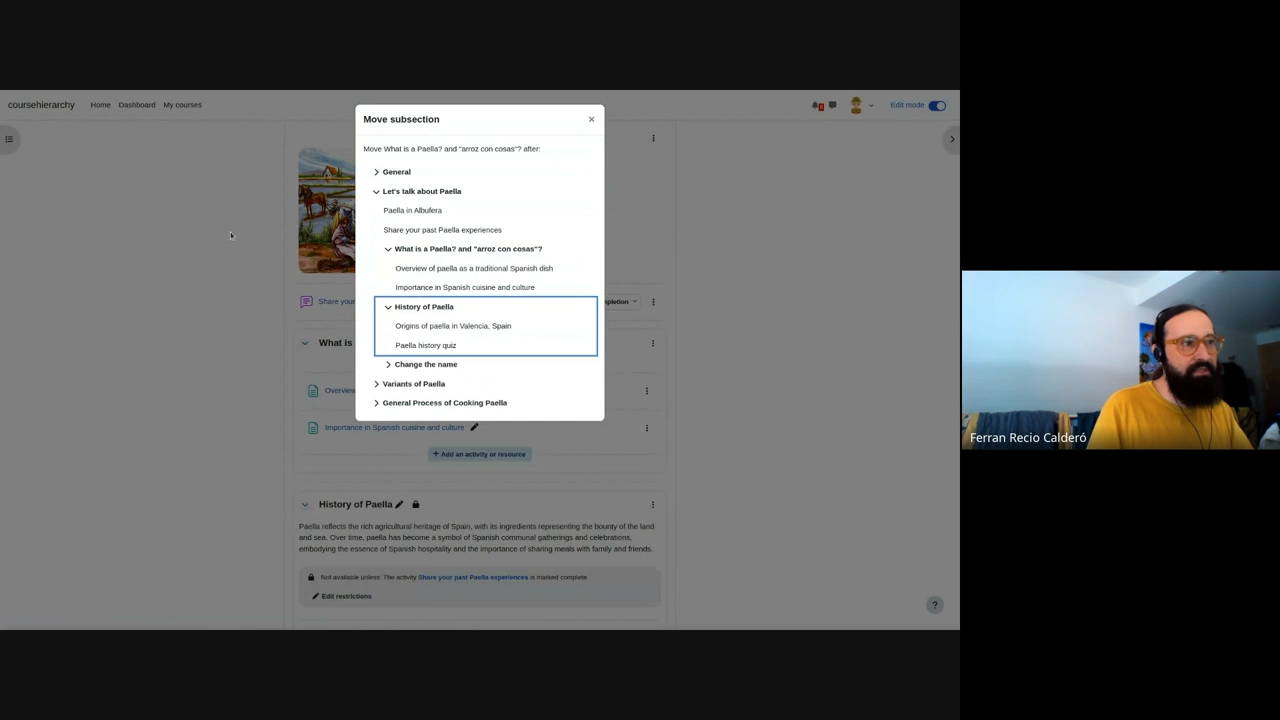 coursehierarchy
Home
Dashboard
My courses
Edit mode
Move subsection
×
Move What is a Paella? and "arroz con cosas"? after:
General
Let's talk about Paella
Paella in Albufera
Share your past Paella experiences
What is a Paella? and "arroz con cosas"?
Overview of paella as a traditional Spanish dish
Importance in Spanish cuisine and culture
History of Paella
Origins of paella in Valencia, Spain
Paella history quiz
Change the name
Variants of Paella
General Process of Cooking Paella
Share your
pletion
What is
Overview
Importance in Spanish cuisine and culture
+ Add an activity or resource
History of Paella
Paella reflects the rich agricultural heritage of Spain, with its ingredients representing the bounty of the land
and sea. Over time, paella has become a symbol of Spanish communal gatherings and celebrations,
embodying the essence of Spanish hospitality and the importance of sharing meals with family and friends.
Not available unless: The activity Share your past Paella experiences is marked complete
Edit restrictions
?
Ferran Recio Calderó